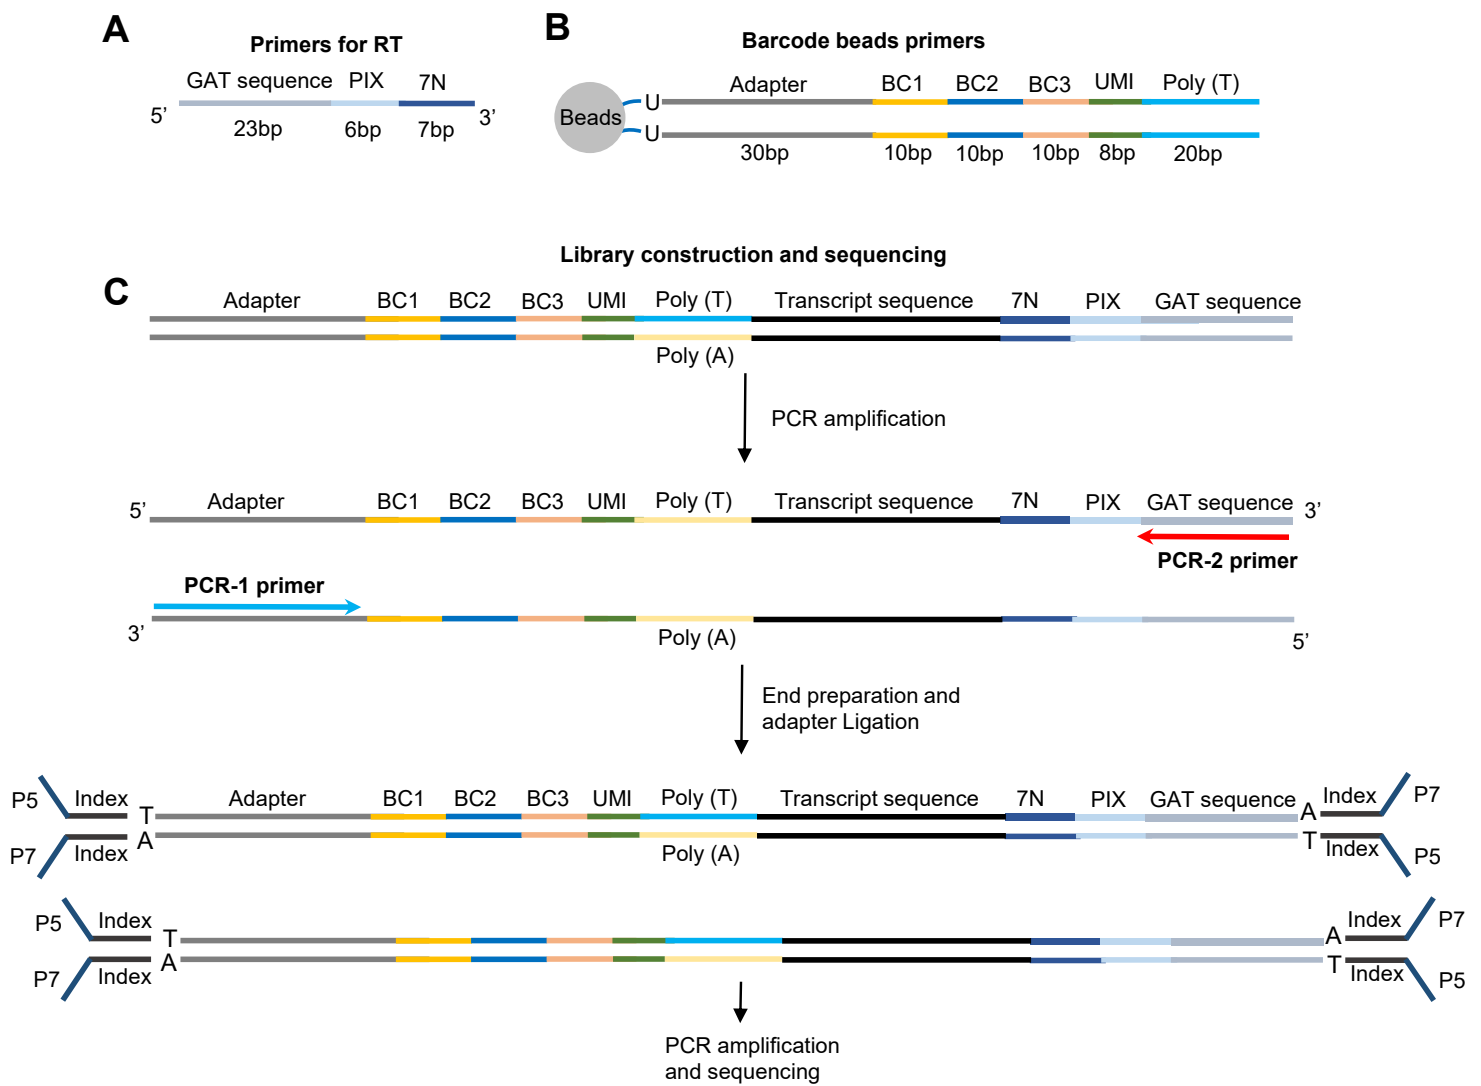 A
Primers for RT
GAT sequence PIX 7N
5’ 3’
23bp 6bp 7bp
B
Barcode beads primers
Adapter BC1 BC2 BC3 UMI Poly (T)
Beads U
U
30bp 10bp 10bp 10bp 8bp 20bp
Library construction and sequencing
C
Adapter BC1 BC2 BC3 UMI Poly (T) Transcript sequence 7N PIX GAT sequence
Poly (A)
PCR amplification
5’ Adapter BC1 BC2 BC3 UMI Poly (T) Transcript sequence 7N PIX GAT sequence 3’
PCR-2 primer
PCR-1 primer
3’ Poly (A) 5’
End preparation and
adapter Ligation
P5 Index T Adapter BC1 BC2 BC3 UMI Poly (T) Transcript sequence 7N PIX GAT sequence A Index P7
P7 Index A Poly (A) T Index P5
P5 Index T A Index P7
P7 Index A T Index P5
PCR amplification
and sequencing